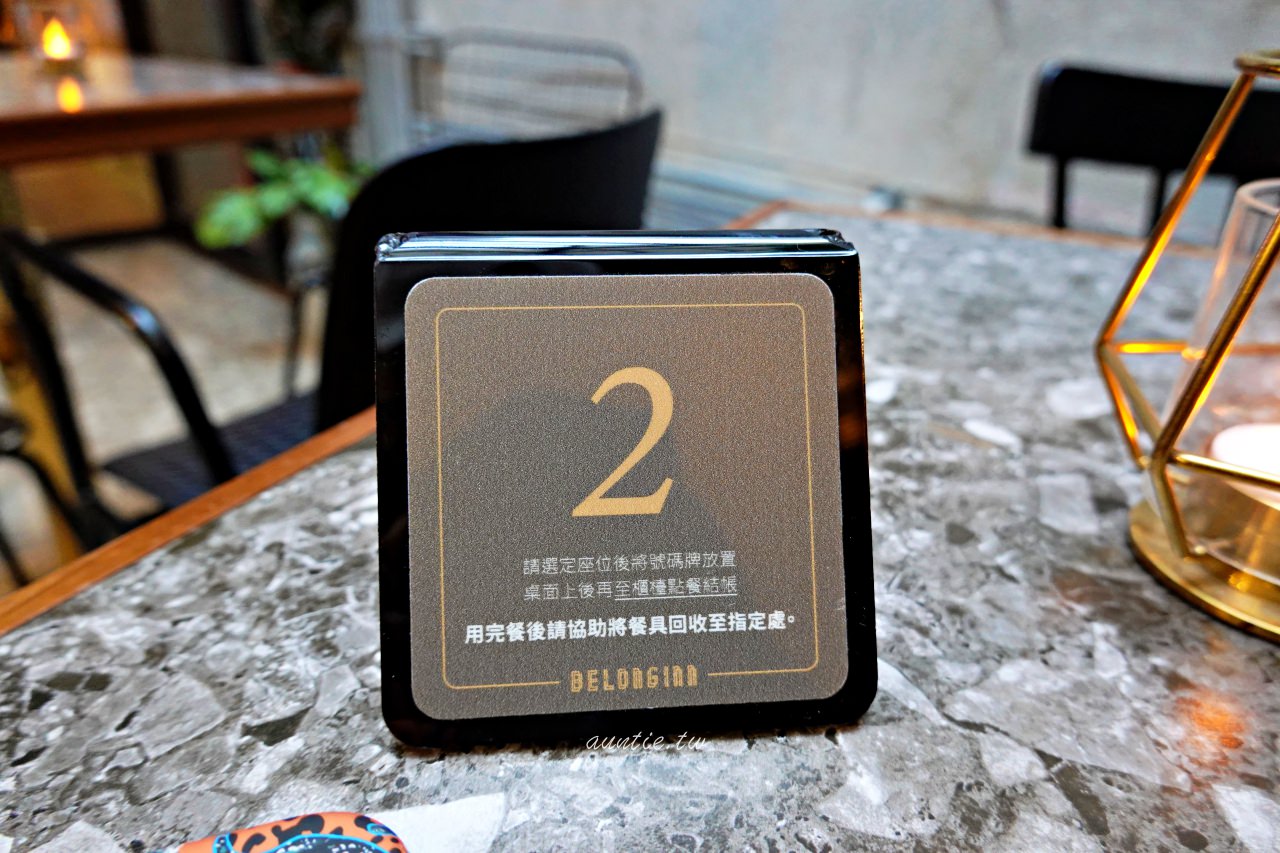 2
請選定座位後將號碼牌放置
桌面上後再至櫃檯點餐結帳
用完餐後請協助將餐具回收至指定處。
BELONGINN
auntie.tw